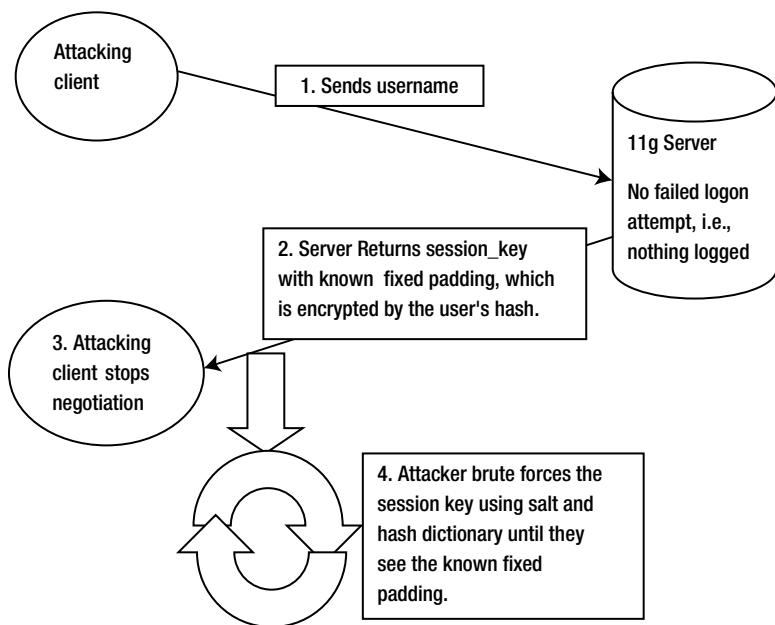 Attacking
client
1. Sends username
11g Server
No failed logon
attempt, i.e.,
nothing logged
2. Server Returns session_key
with known fixed padding, which
is encrypted by the user's hash.
3. Attacking
client stops
negotiation
4. Attacker brute forces the
session key using salt and
hash dictionary until they
see the known fixed
padding.